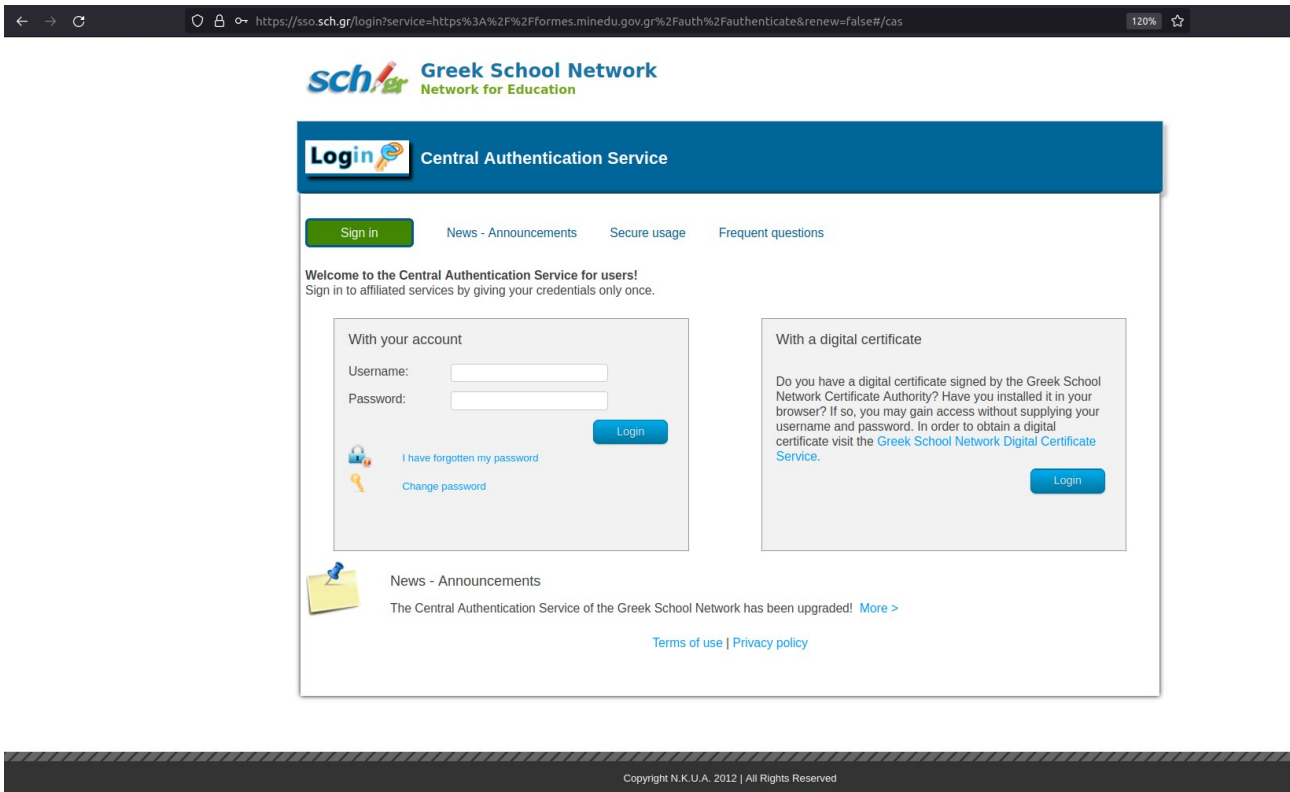 https://sso.sch.gr/login?service=https%3A%2F%2Fformes.minedu.gov.gr%2Fauth%2Fauthenticate&renew=false#/cas
120%
sch.gr
Greek School Network
Network for Education
Login
Central Authentication Service
Sign in
News - Announcements
Secure usage
Frequent questions
Welcome to the Central Authentication Service for users!
Sign in to affiliated services by giving your credentials only once.
With your account
Username:
Password:
Login
I have forgotten my password
Change password
With a digital certificate
Do you have a digital certificate signed by the Greek School
Network Certificate Authority? Have you installed it in your
browser? If so, you may gain access without supplying your
username and password. In order to obtain a digital
certificate visit the Greek School Network Digital Certificate
Service.
Login
News - Announcements
The Central Authentication Service of the Greek School Network has been upgraded! More >
Terms of use | Privacy policy
Copyright N.K.U.A. 2012 | All Rights Reserved